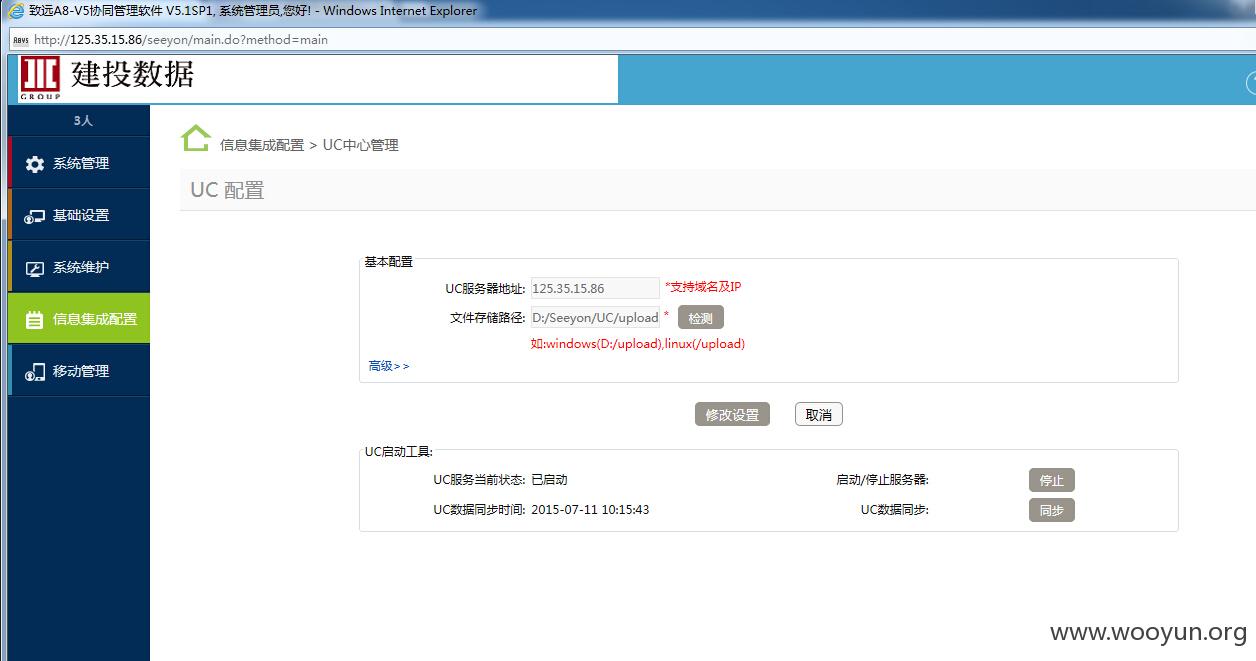 致远A8-V5协同管理软件 V5.1SP1, 系统管理员,您好! - Windows Internet Explorer
http://125.35.15.86/seeyon/main.do?method=main
JIC GROUP 建投数据
3人
系统管理
基础设置
系统维护
信息集成配置
移动管理
信息集成配置 > UC中心管理
UC 配置
基本配置
UC服务器地址: 125.35.15.86 *支持域名及IP
文件存储路径: D:/Seeyon/UC/upload * 检测
如:windows(D:/upload),linux(/upload)
高级>>
修改设置 取消
UC启动工具:
UC服务当前状态: 已启动 启动/停止服务器: 停止
UC数据同步时间: 2015-07-11 10:15:43 UC数据同步: 同步
www.wooyun.org